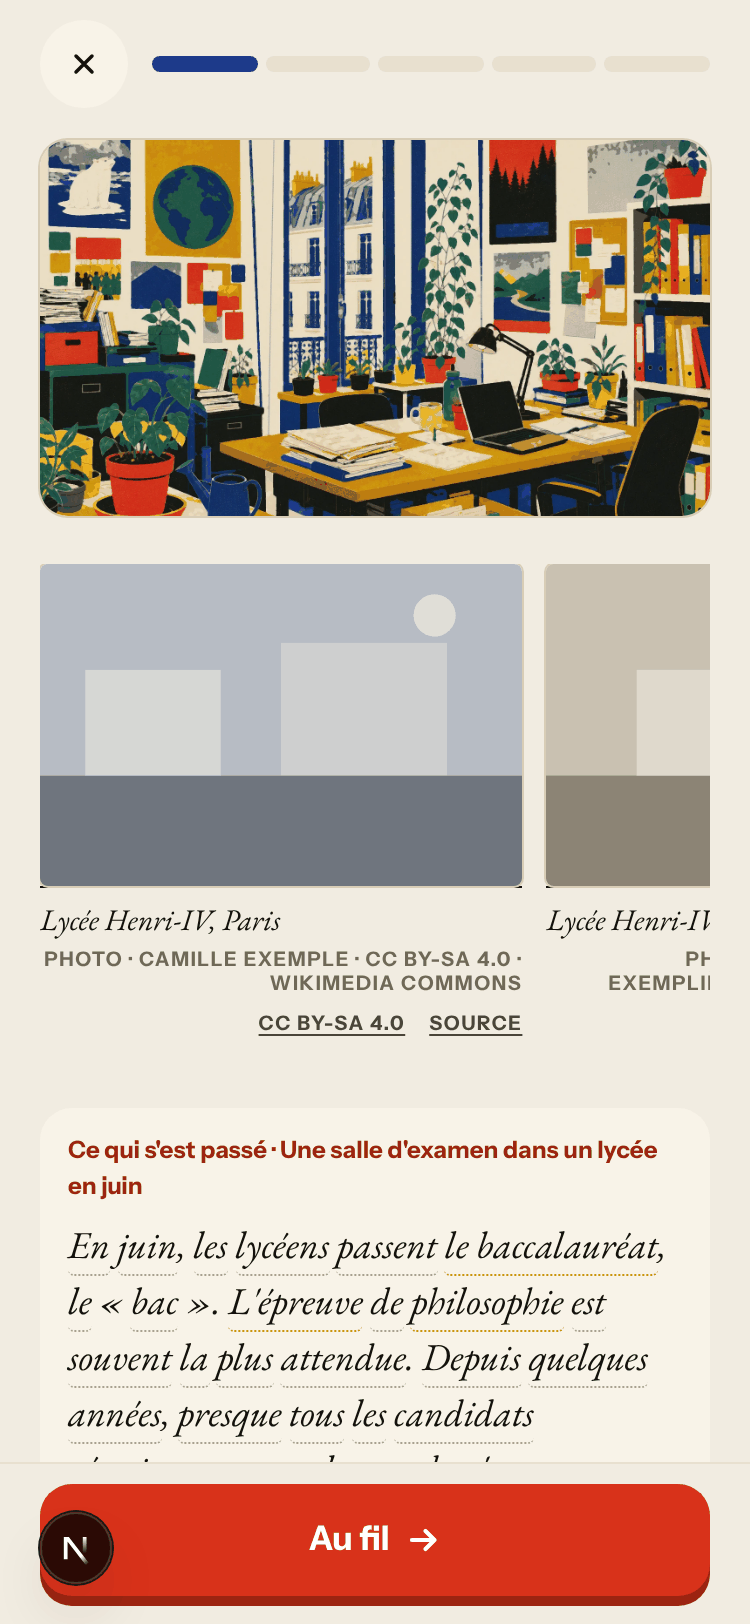 Lycée Henri-IV, Paris
PHOTO · CAMILLE EXEMPLE · CC BY-SA 4.0 ·
WIKIMEDIA COMMONS
CC BY-SA 4.0 SOURCE
Lycée Henri-IV
Ce qui s'est passé · Une salle d'examen dans un lycée
en juin
En juin, les lycéens passent le baccalauréat,
le « bac ». L'épreuve de philosophie est
souvent la plus attendue. Depuis quelques
années, presque tous les candidats
Au fil →
N